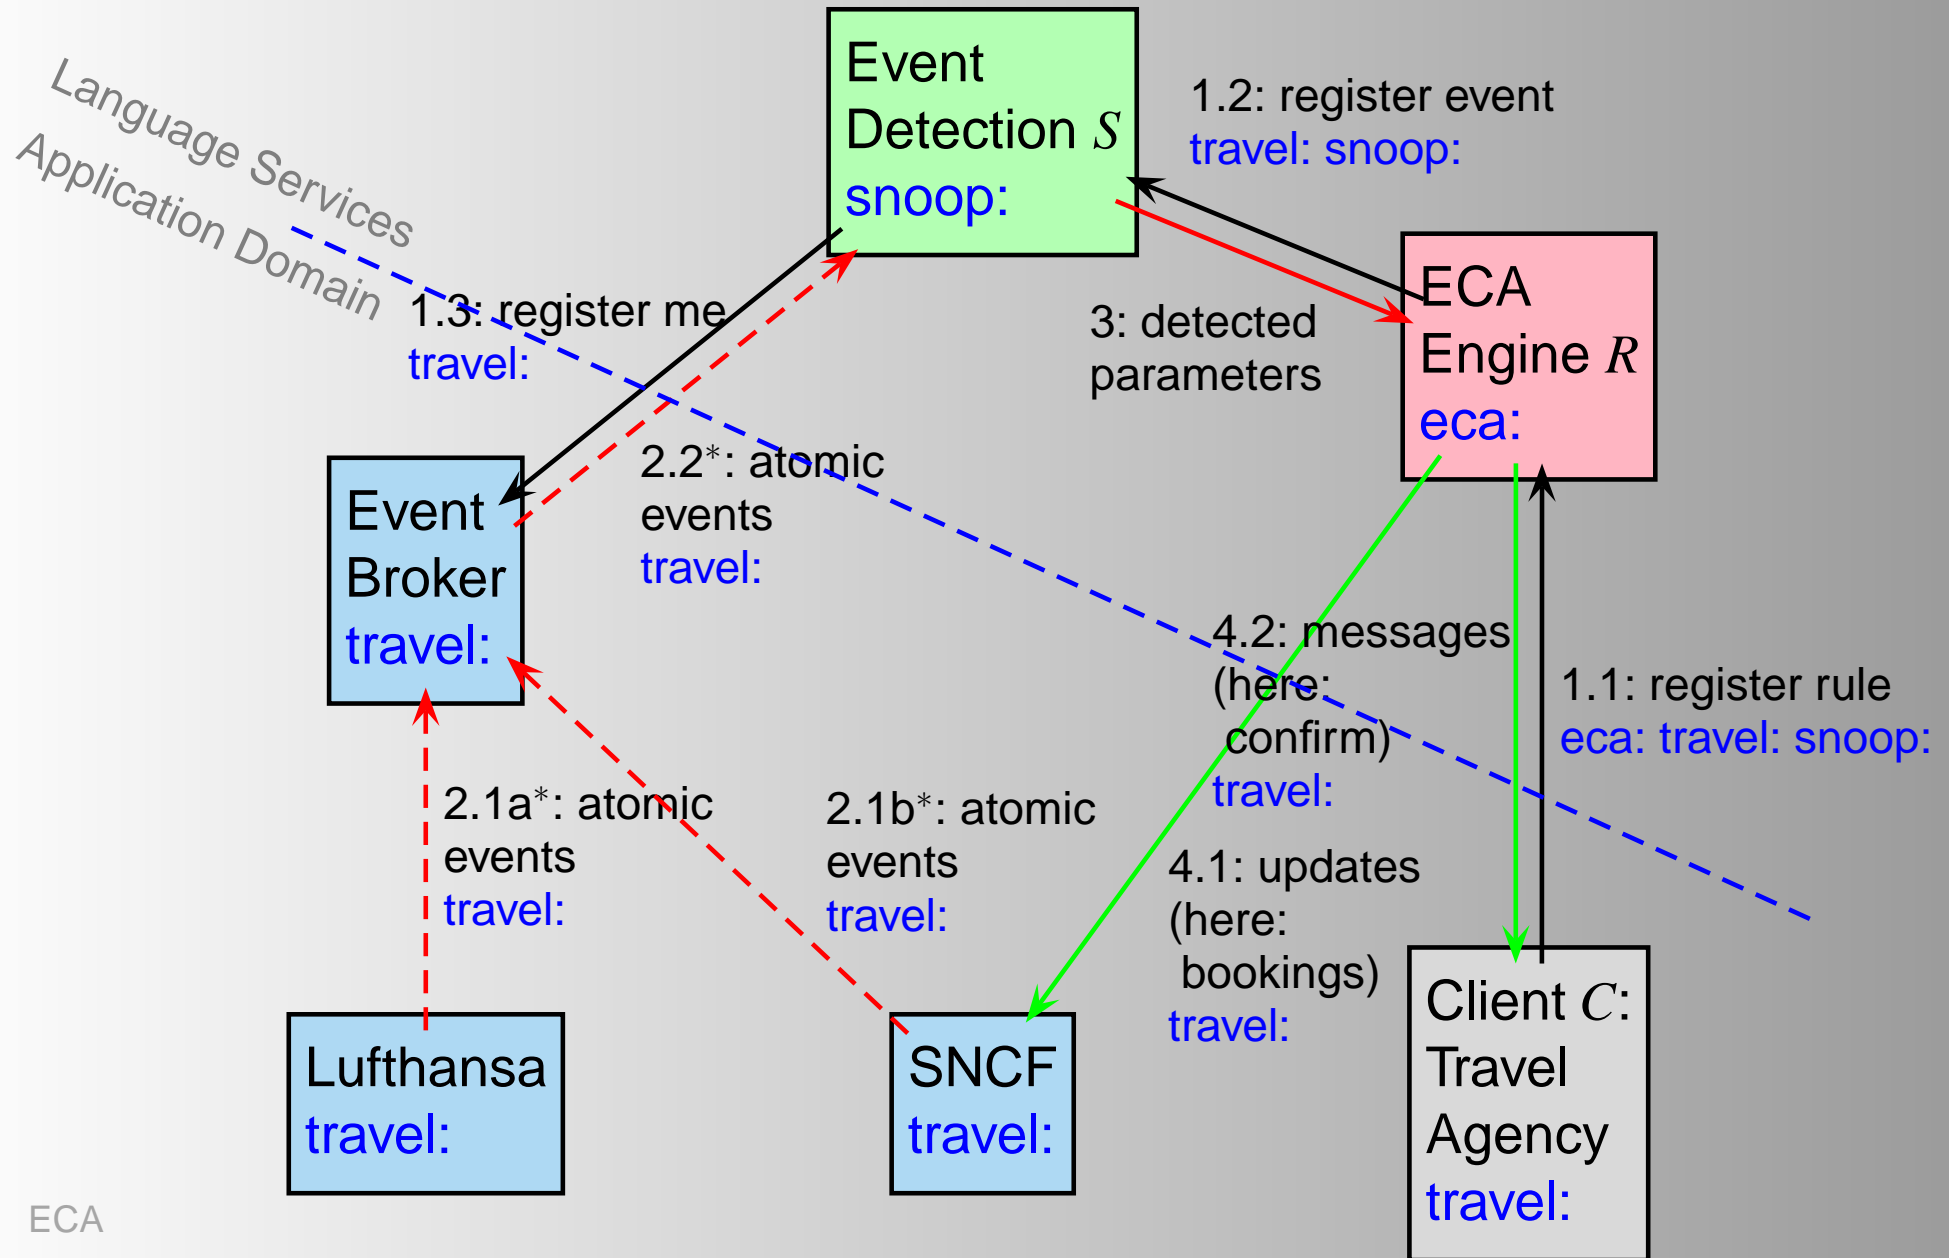 Language Services
Application Domain
Event
Detection S
snoop:
1.2: register event
travel: snoop:
ECA
Engine R
eca:
1.3: register me
travel:
3: detected
parameters
Event
Broker
travel:
2.2*: atomic
events
travel:
4.2: messages
(here:
confirm)
travel:
1.1: register rule
eca: travel: snoop:
2.1a*: atomic
events
travel:
2.1b*: atomic
events
travel:
4.1: updates
(here:
bookings)
travel:
Lufthansa
travel:
SNCF
travel:
Client C:
Travel
Agency
travel:
ECA